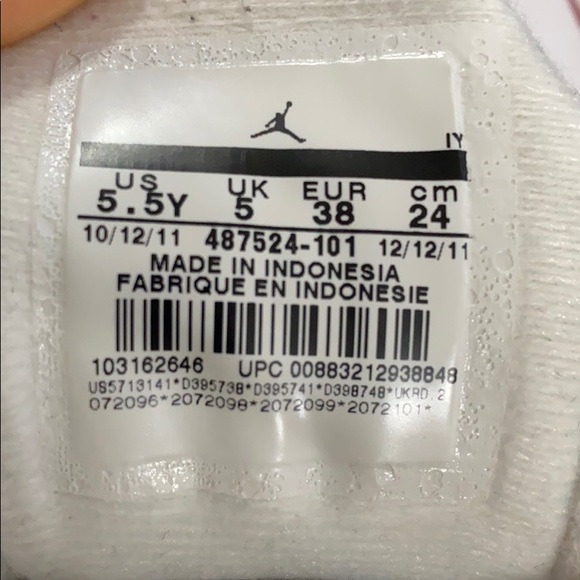 IY
US UK EUR cm
5.5Y 5 38 24
10/12/11 487524-101 12/12/11
MADE IN INDONESIA
FABRIQUE EN INDONESIE
103162646 UPC 00883212938848
US5713141*D395738*D395741*D398748*UKRD.2
072096*2072098*2072099*2072101*